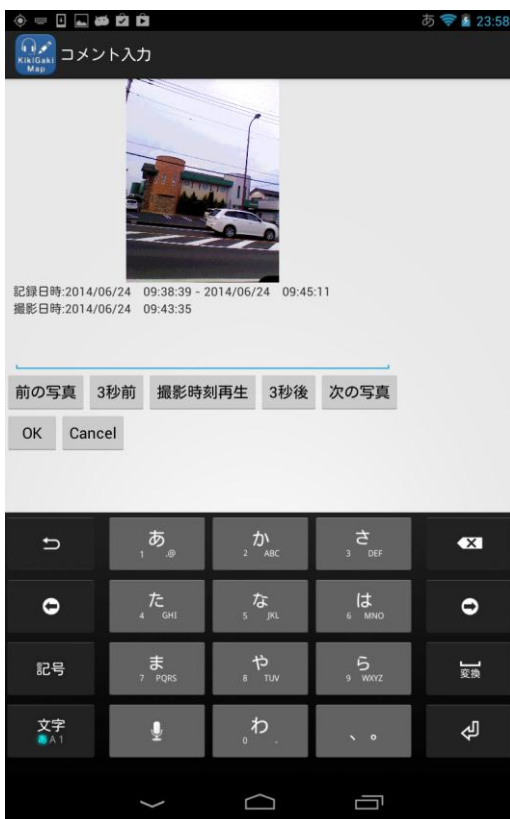 あ 23:58
KikiGaki Map コメント入力
記録日時:2014/06/24 09:38:39 - 2014/06/24 09:45:11
撮影日時:2014/06/24 09:43:35
前の写真 3秒前 撮影時刻再生 3秒後 次の写真
OK Cancel
あ 1 .@ か 2 ABC さ 3 DEF
た 4 GHI な 5 JKL は 6 MNO
記号 ま 7 PQRS や 8 TUV ら 9 WXYZ 変換
文字 あA1 わ 0 - 、。